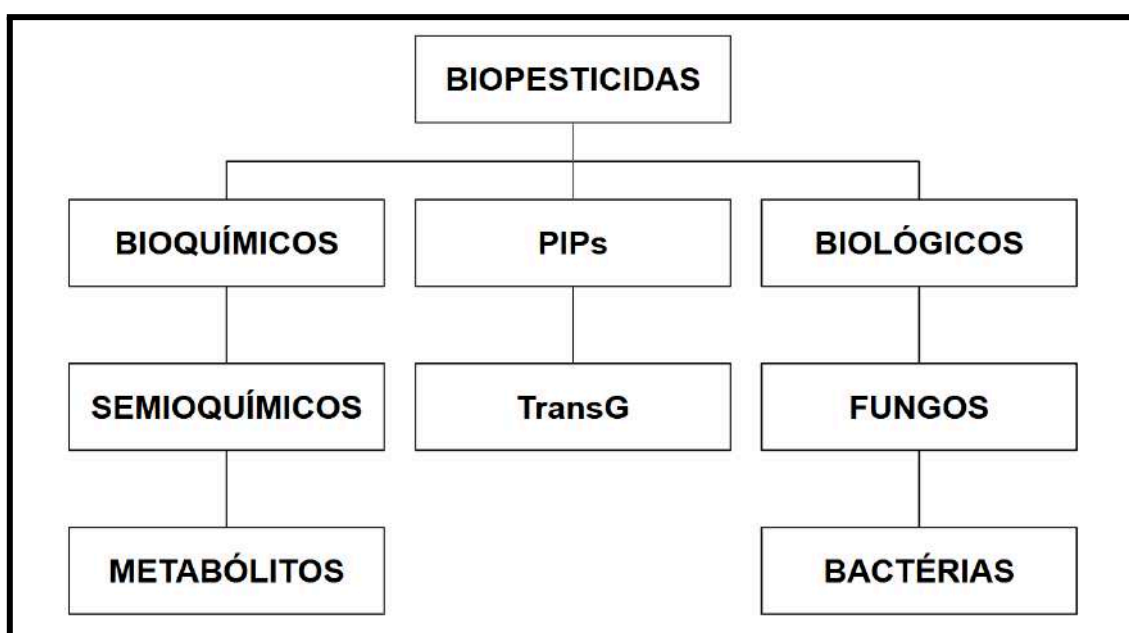 BIOPESTICIDAS
BIOQUÍMICOS
PIPs
BIOLÓGICOS
SEMIOQUÍMICOS
TransG
FUNGOS
METABÓLITOS
BACTÉRIAS